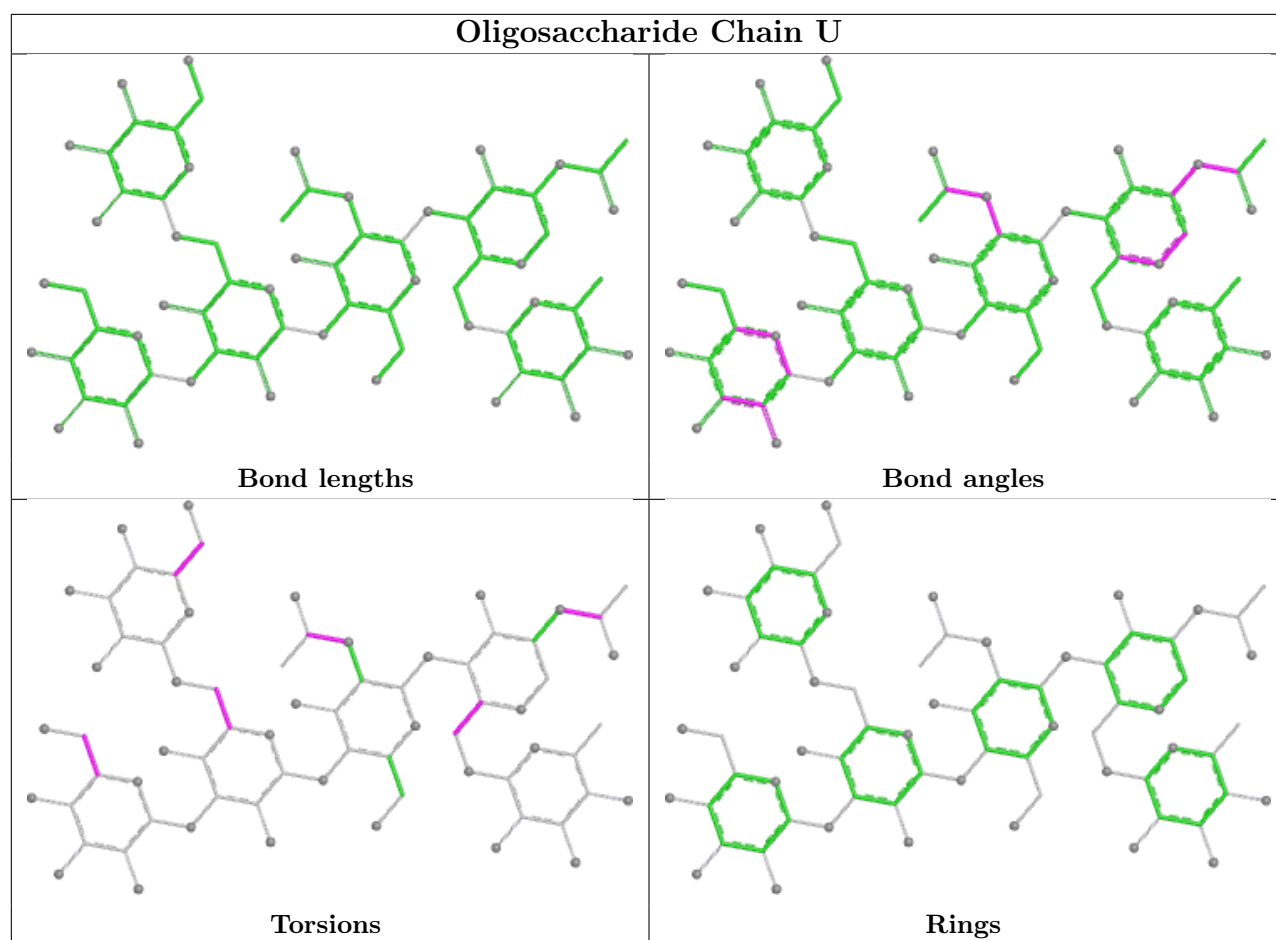 Oligosaccharide Chain U
Bond lengths
Bond angles
Torsions
Rings